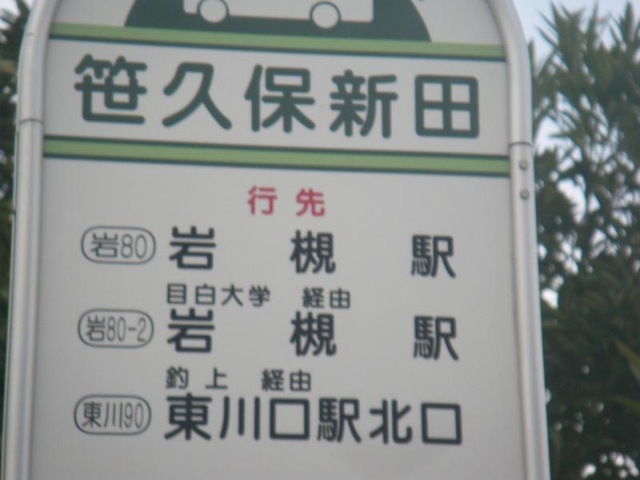 笹久保新田
行先
岩80 岩槻駅
目白大学 経由
岩80-2 岩槻駅
釣上 経由
東川90 東川口駅北口